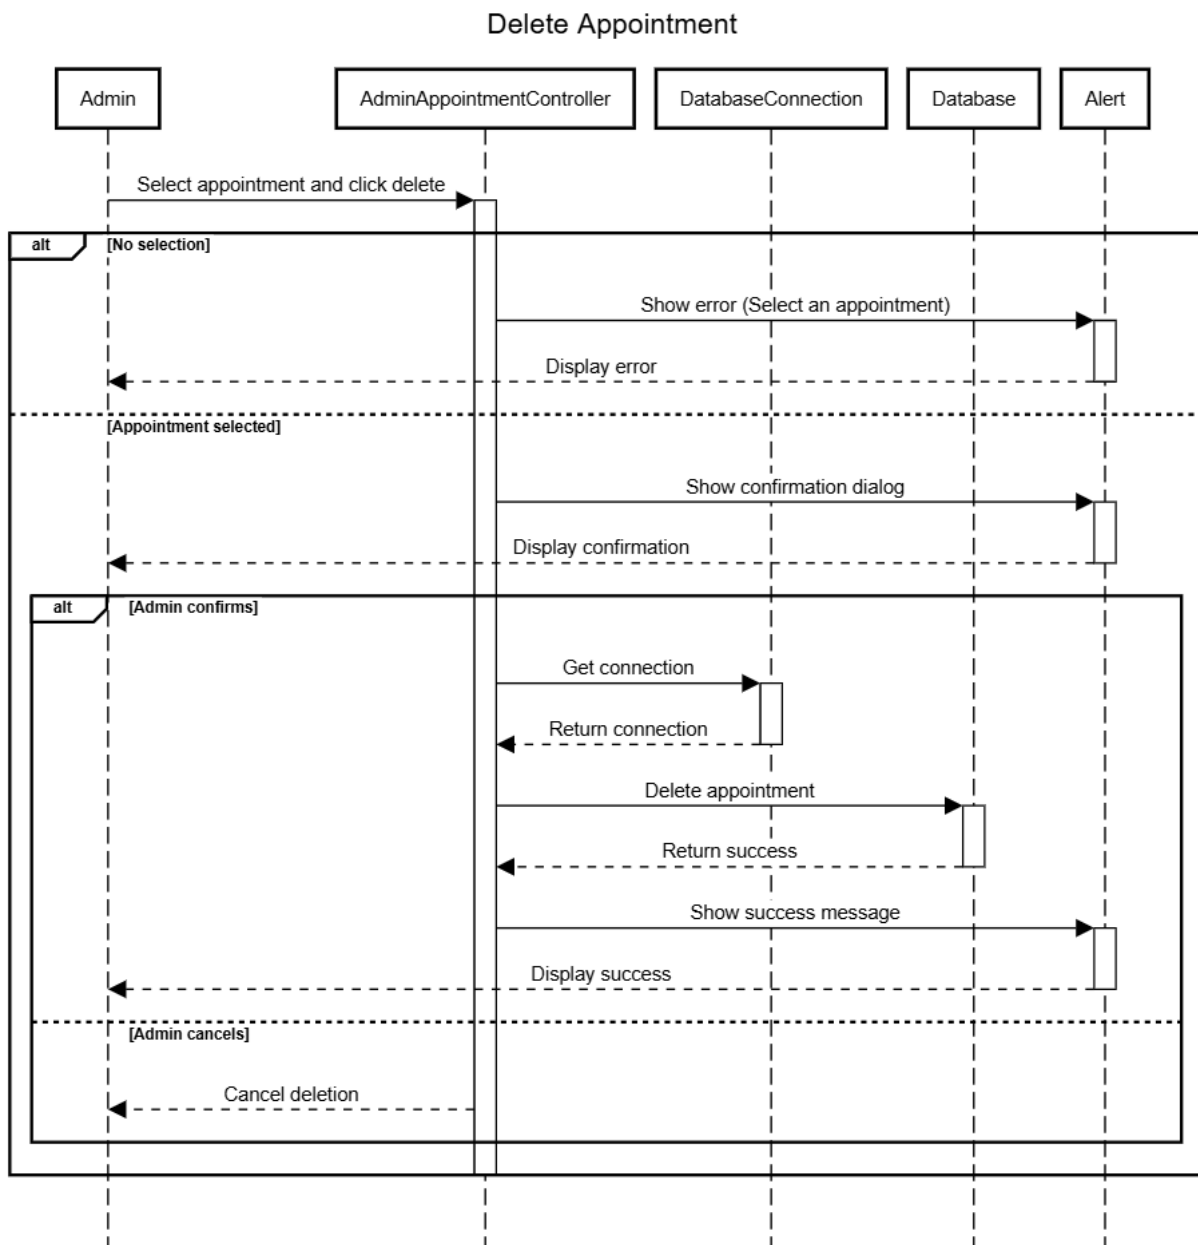 Delete Appointment
Admin
AdminAppointmentController
DatabaseConnection
Database
Alert
Select appointment and click delete
alt
[No selection]
Show error (Select an appointment)
Display error
[Appointment selected]
Show confirmation dialog
Display confirmation
alt
[Admin confirms]
Get connection
Return connection
Delete appointment
Return success
Show success message
Display success
[Admin cancels]
Cancel deletion